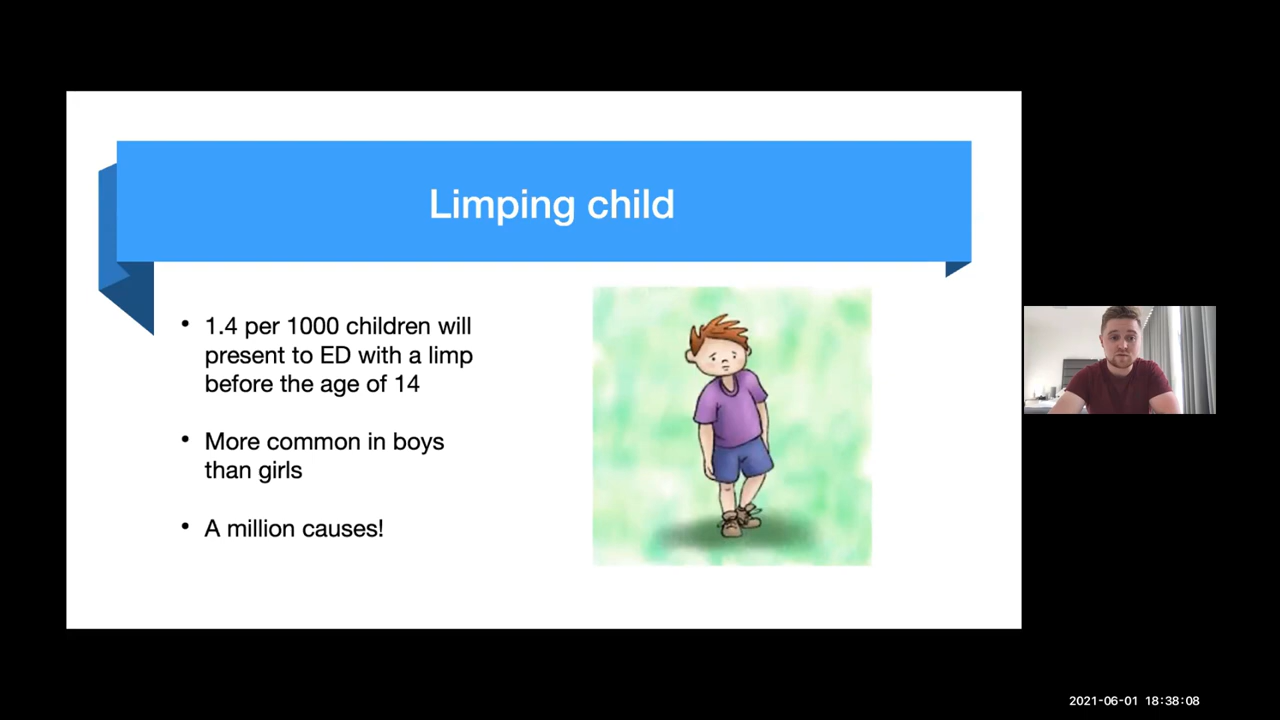 Limping child
• 1.4 per 1000 children will
present to ED with a limp
before the age of 14
• More common in boys
than girls
• A million causes!
2021-06-01 18:38:08